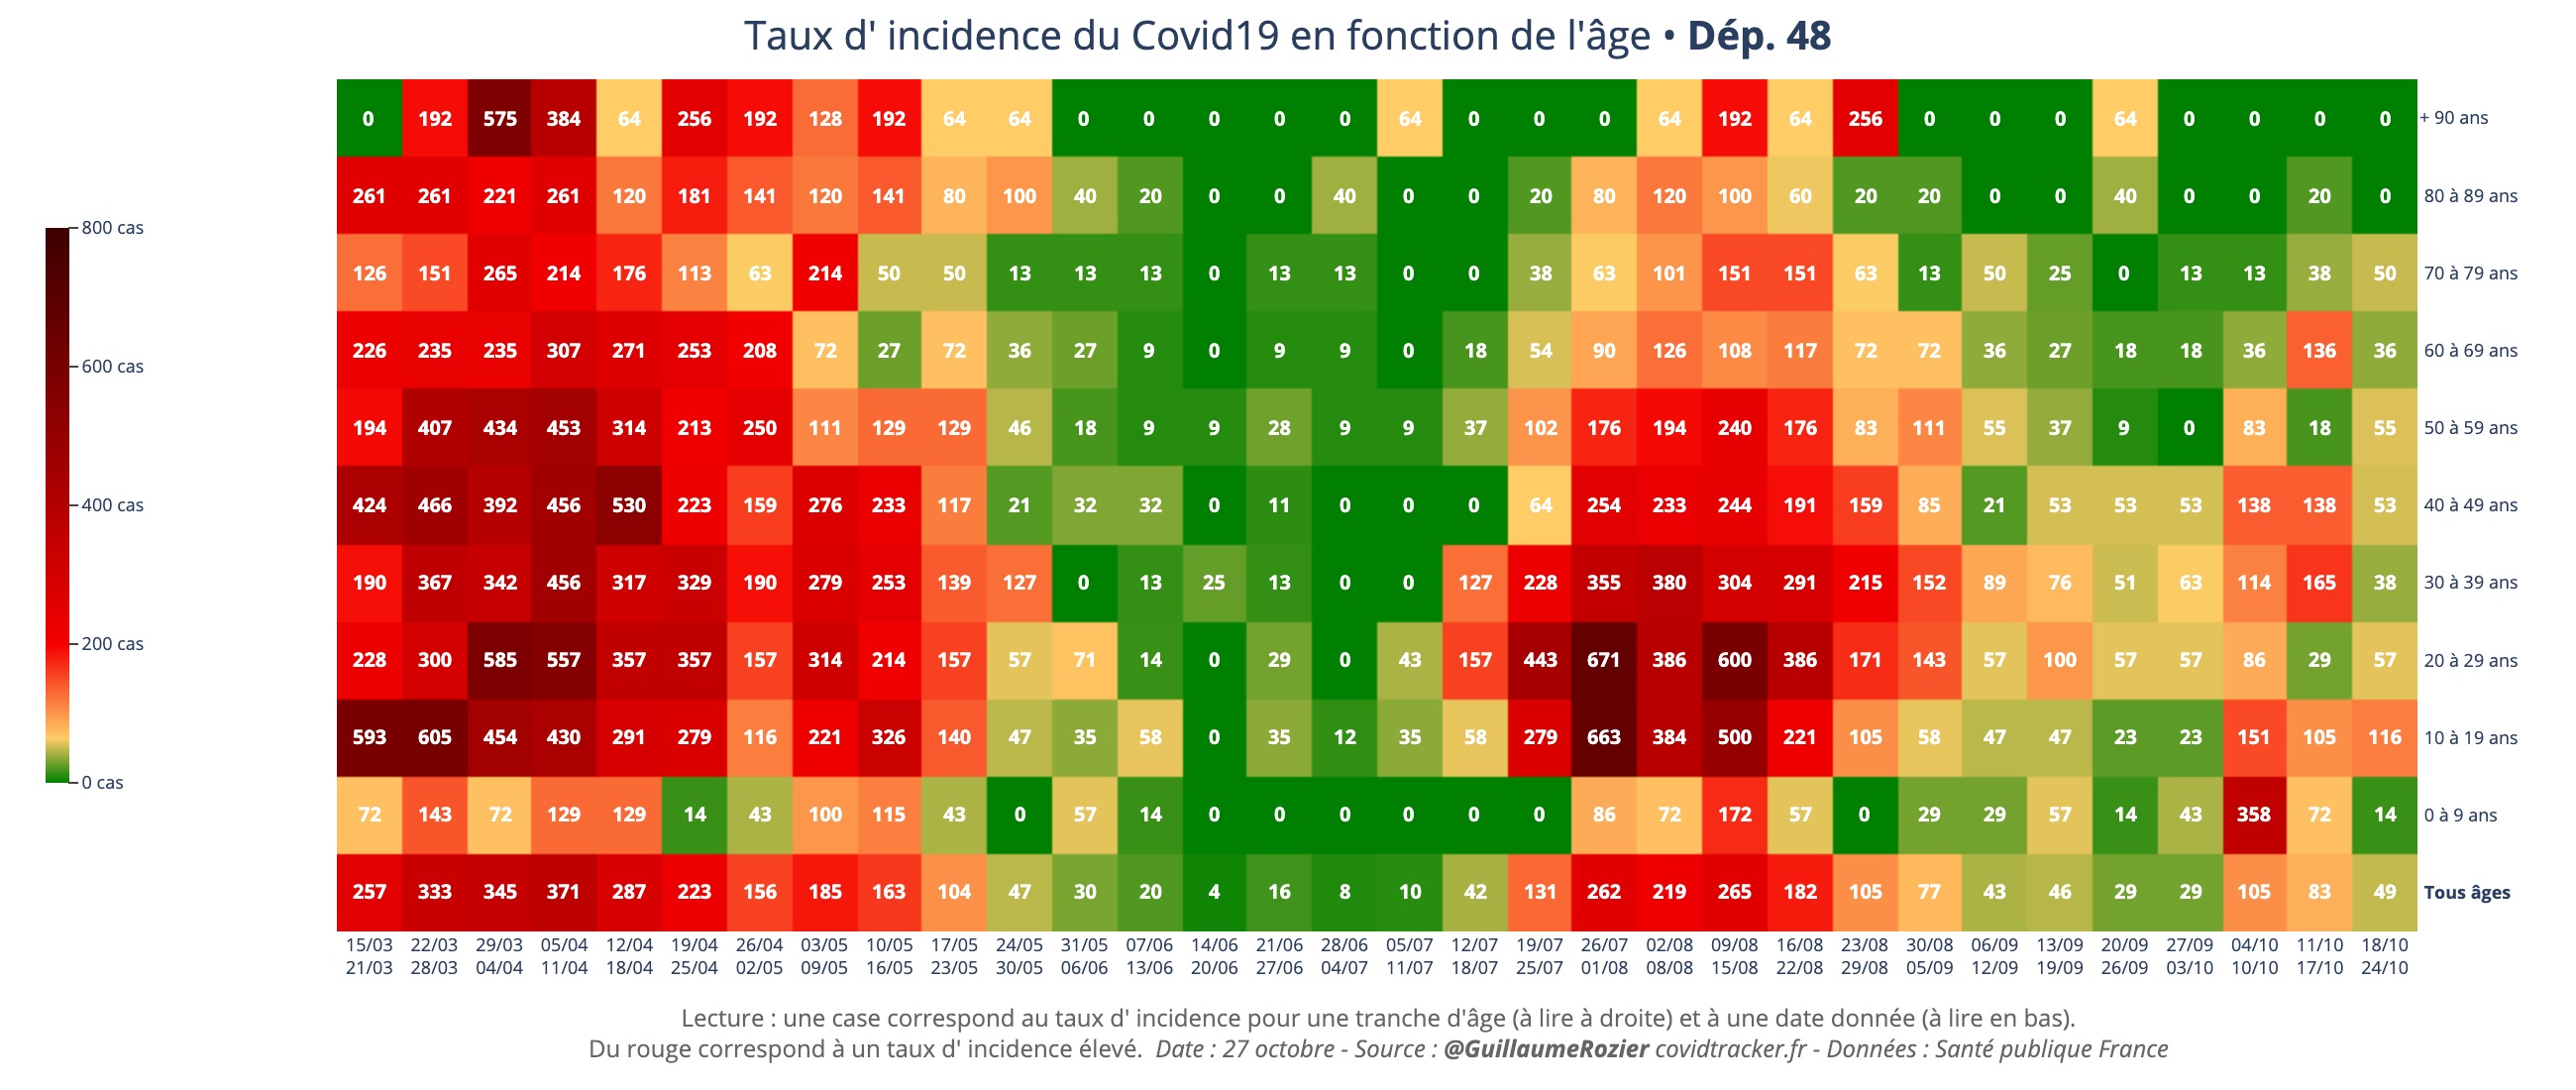 Taux d' incidence du Covid19 en fonction de l'âge • Dép. 48
800 cas
600 cas
400 cas
200 cas
0 cas
0 192 575 384 64 256 192 128 192 64 64 0 0 0 0 0 64 0 0 0 64 192 64 256 0 0 0 64 0 0 0 0 + 90 ans
261 261 221 261 120 181 141 120 141 80 100 40 20 0 0 40 0 0 20 80 120 100 60 20 20 0 0 40 0 0 20 0 80 à 89 ans
126 151 265 214 176 113 63 214 50 50 13 13 13 0 13 13 0 0 38 63 101 151 151 63 13 50 25 0 13 13 38 50 70 à 79 ans
226 235 235 307 271 253 208 72 27 72 36 27 9 0 9 9 0 18 54 90 126 108 117 72 72 36 27 18 18 36 136 36 60 à 69 ans
194 407 434 453 314 213 250 111 129 129 46 18 9 9 28 9 9 37 102 176 194 240 176 83 111 55 37 9 0 83 18 55 50 à 59 ans
424 466 392 456 530 223 159 276 233 117 21 32 32 0 11 0 0 0 64 254 233 244 191 159 85 21 53 53 53 138 138 53 40 à 49 ans
190 367 342 456 317 329 190 279 253 139 127 0 13 25 13 0 0 127 228 355 380 304 291 215 152 89 76 51 63 114 165 38 30 à 39 ans
228 300 585 557 357 357 157 314 214 157 57 71 14 0 29 0 43 157 443 671 386 600 386 171 143 57 100 57 57 86 29 57 20 à 29 ans
593 605 454 430 291 279 116 221 326 140 47 35 58 0 35 12 35 58 279 663 384 500 221 105 58 47 47 23 23 151 105 116 10 à 19 ans
72 143 72 129 129 14 43 100 115 43 0 57 14 0 0 0 0 0 0 86 72 172 57 0 29 29 57 14 43 358 72 14 0 à 9 ans
257 333 345 371 287 223 156 185 163 104 47 30 20 4 16 8 10 42 131 262 219 265 182 105 77 43 46 29 29 105 83 49 Tous âges
15/03 22/03 29/03 05/04 12/04 19/04 26/04 03/05 10/05 17/05 24/05 31/05 07/06 14/06 21/06 28/06 05/07 12/07 19/07 26/07 02/08 09/08 16/08 23/08 30/08 06/09 13/09 20/09 27/09 04/10 11/10 18/10
21/03 28/03 04/04 11/04 18/04 25/04 02/05 09/05 16/05 23/05 30/05 06/06 13/06 20/06 27/06 04/07 11/07 18/07 25/07 01/08 08/08 15/08 22/08 29/08 05/09 12/09 19/09 26/09 03/10 10/10 17/10 24/10
Lecture : une case correspond au taux d' incidence pour une tranche d'âge (à lire à droite) et à une date donnée (à lire en bas).
Du rouge correspond à un taux d' incidence élevé. Date : 27 octobre - Source : @GuillaumeRozier covidtracker.fr - Données : Santé publique France